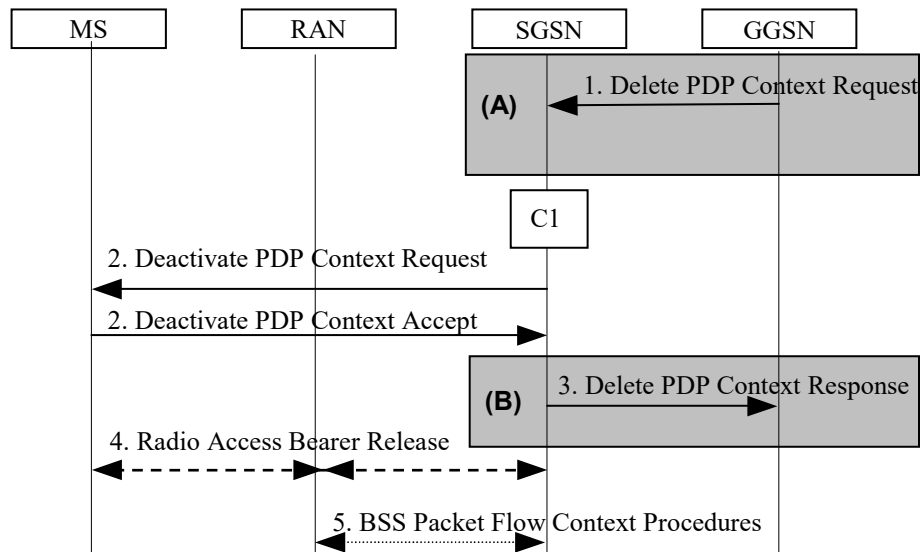 MS RAN SGSN GGSN
1. Delete PDP Context Request
(A)
C1
2. Deactivate PDP Context Request
2. Deactivate PDP Context Accept
3. Delete PDP Context Response
(B)
4. Radio Access Bearer Release
5. BSS Packet Flow Context Procedures